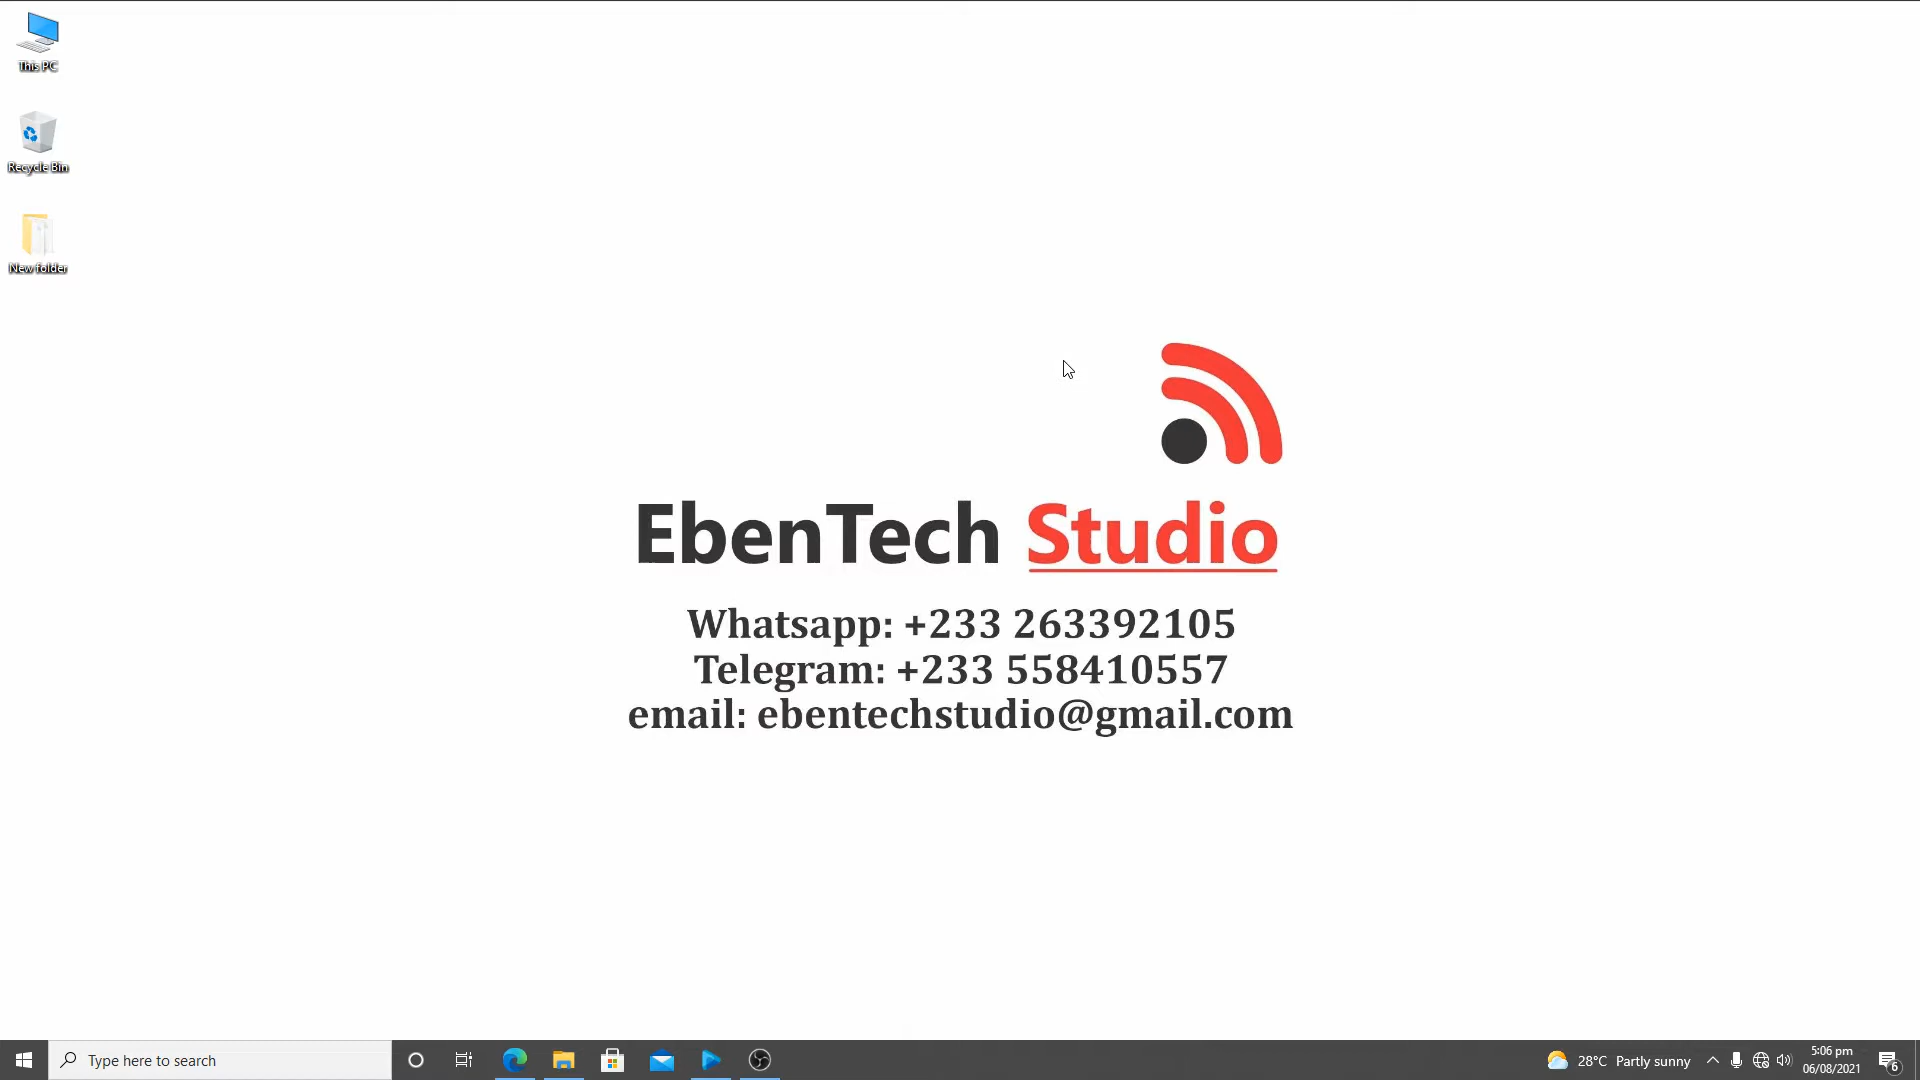 This PC
Recycle Bin
New folder
EbenTech Studio
Whatsapp: +233 263392105
Telegram: +233 558410557
email: ebentechstudio@gmail.com
Type here to search
28°C Partly sunny
5:06 pm
06/08/2021
6